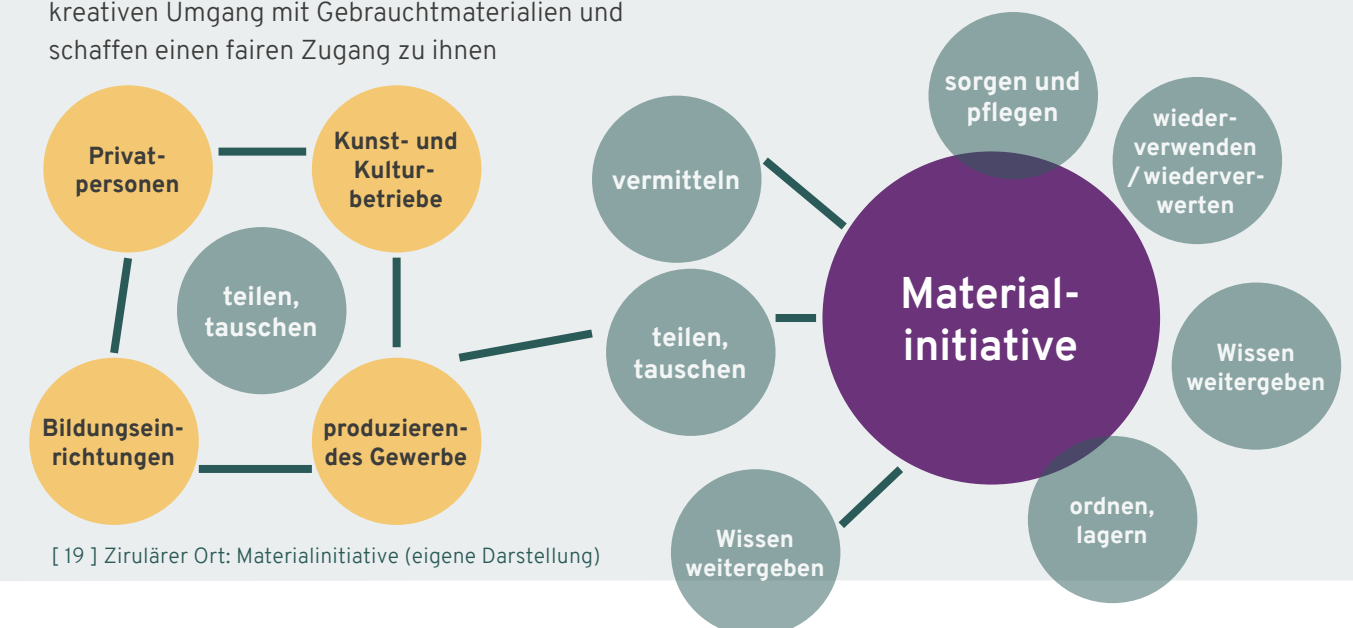 kreativen Umgang mit Gebrauchtmaterialien und
schaffen einen fairen Zugang zu ihnen
Privat-
personen
Kunst- und
Kultur-
betriebe
teilen,
tauschen
Bildungsein-
richtungen
produzieren-
des Gewerbe
vermitteln
teilen,
tauschen
Wissen
weitergeben
Material-
initiative
sorgen und
pflegen
wieder-
verwenden
/ wiederver-
werten
Wissen
weitergeben
ordnen,
lagern
[ 19 ] Zirulärer Ort: Materialinitiative (eigene Darstellung)